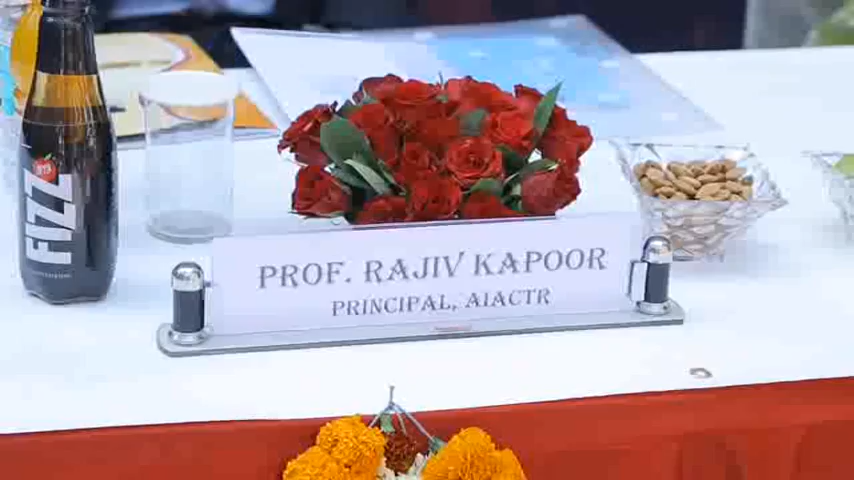 FIZZ
PROF. RAJIV KAPOOR
PRINCIPAL, AIACTR